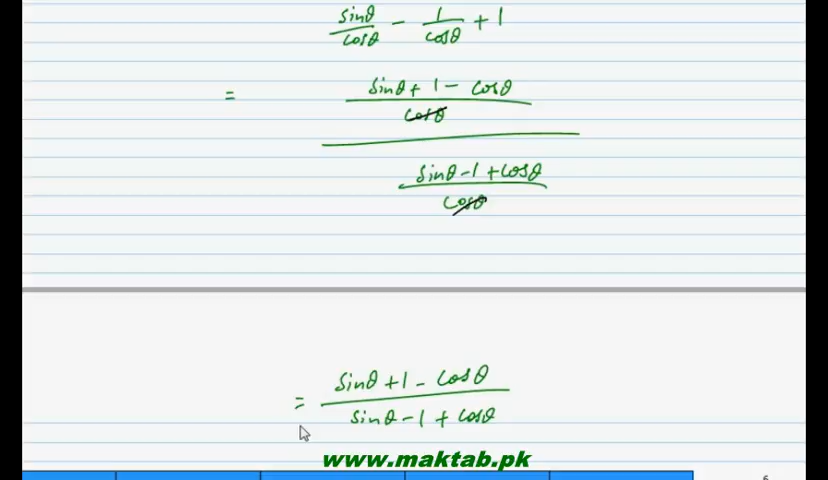 sinθ/cosθ - 1/cosθ + 1
= sinθ + 1 - cosθ
cosθ
sinθ - 1 + cosθ
cosθ
= sinθ + 1 - cosθ
sinθ - 1 + cosθ
www.maktab.pk